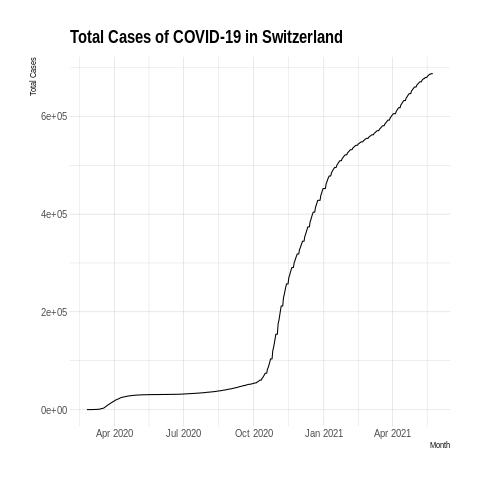 Total Cases of COVID-19 in Switzerland
Total Cases
6e+05
4e+05
2e+05
0e+00
Apr 2020 Jul 2020 Oct 2020 Jan 2021 Apr 2021
Month